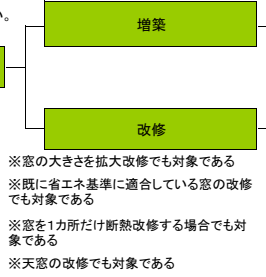 い。
増築
改修
※窓の大きさを拡大改修でも対象である
※既に省エネ基準に適合している窓の改修
でも対象である
※窓を1カ所だけ断熱改修する場合でも対
象である
※天窓の改修でも対象である